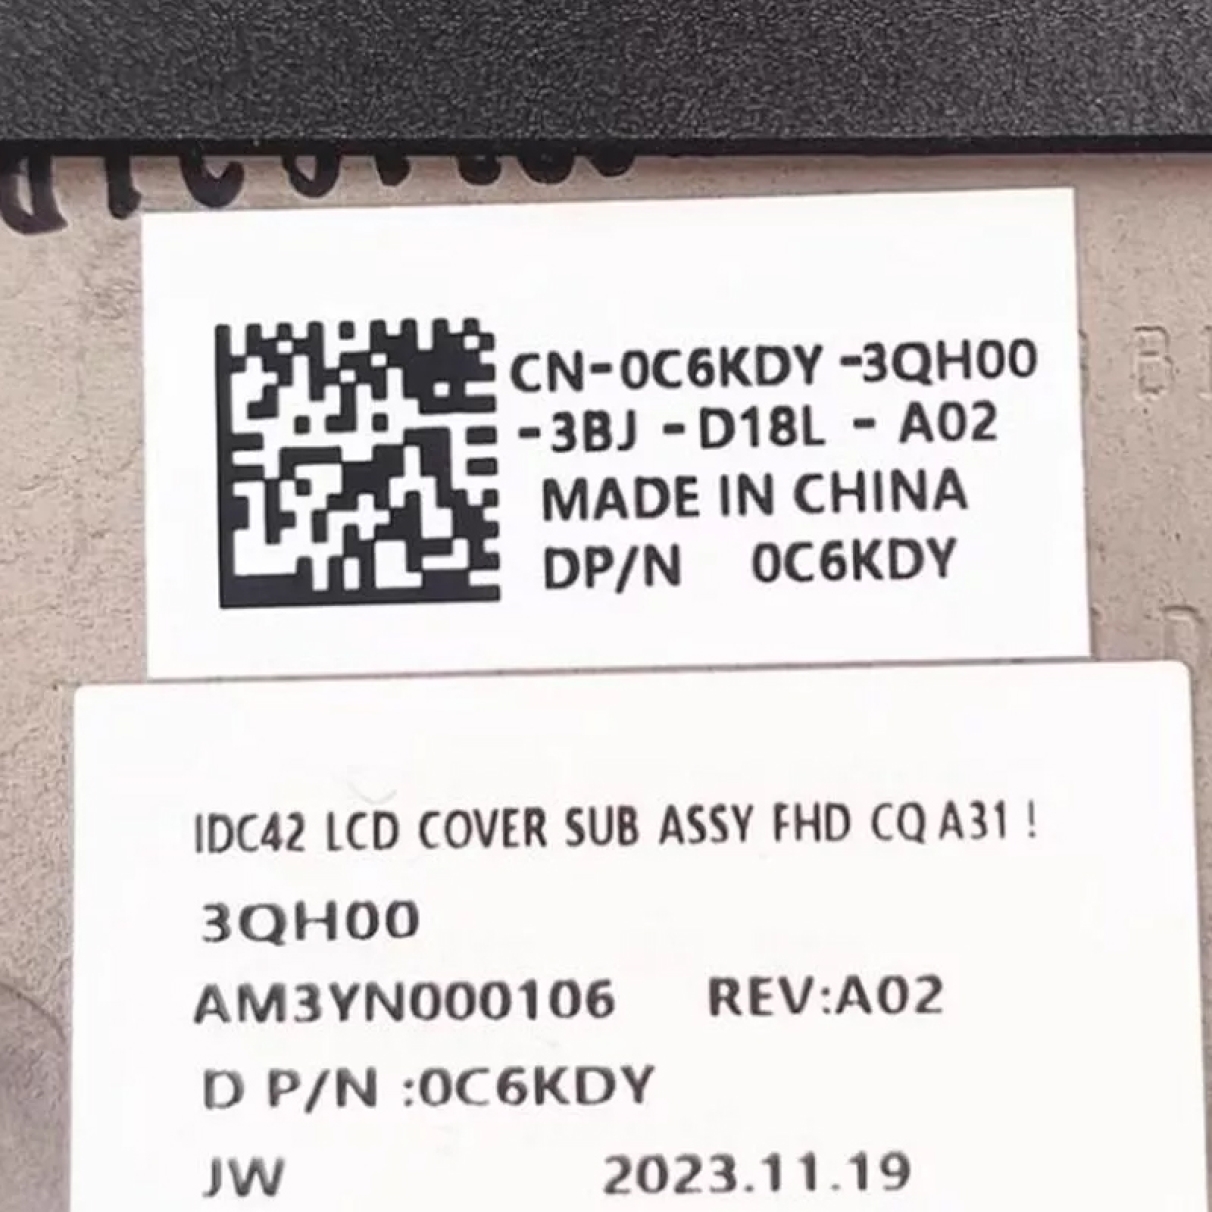 CN-0C6KDY -3QH00
-3BJ - D18L - A02
MADE IN CHINA
DP/N 0C6KDY
IDC42 LCD COVER SUB ASSY FHD CQ A31 !
3QH00
AM3YN000106 REV:A02
D P/N :0C6KDY
JW 2023.11.19